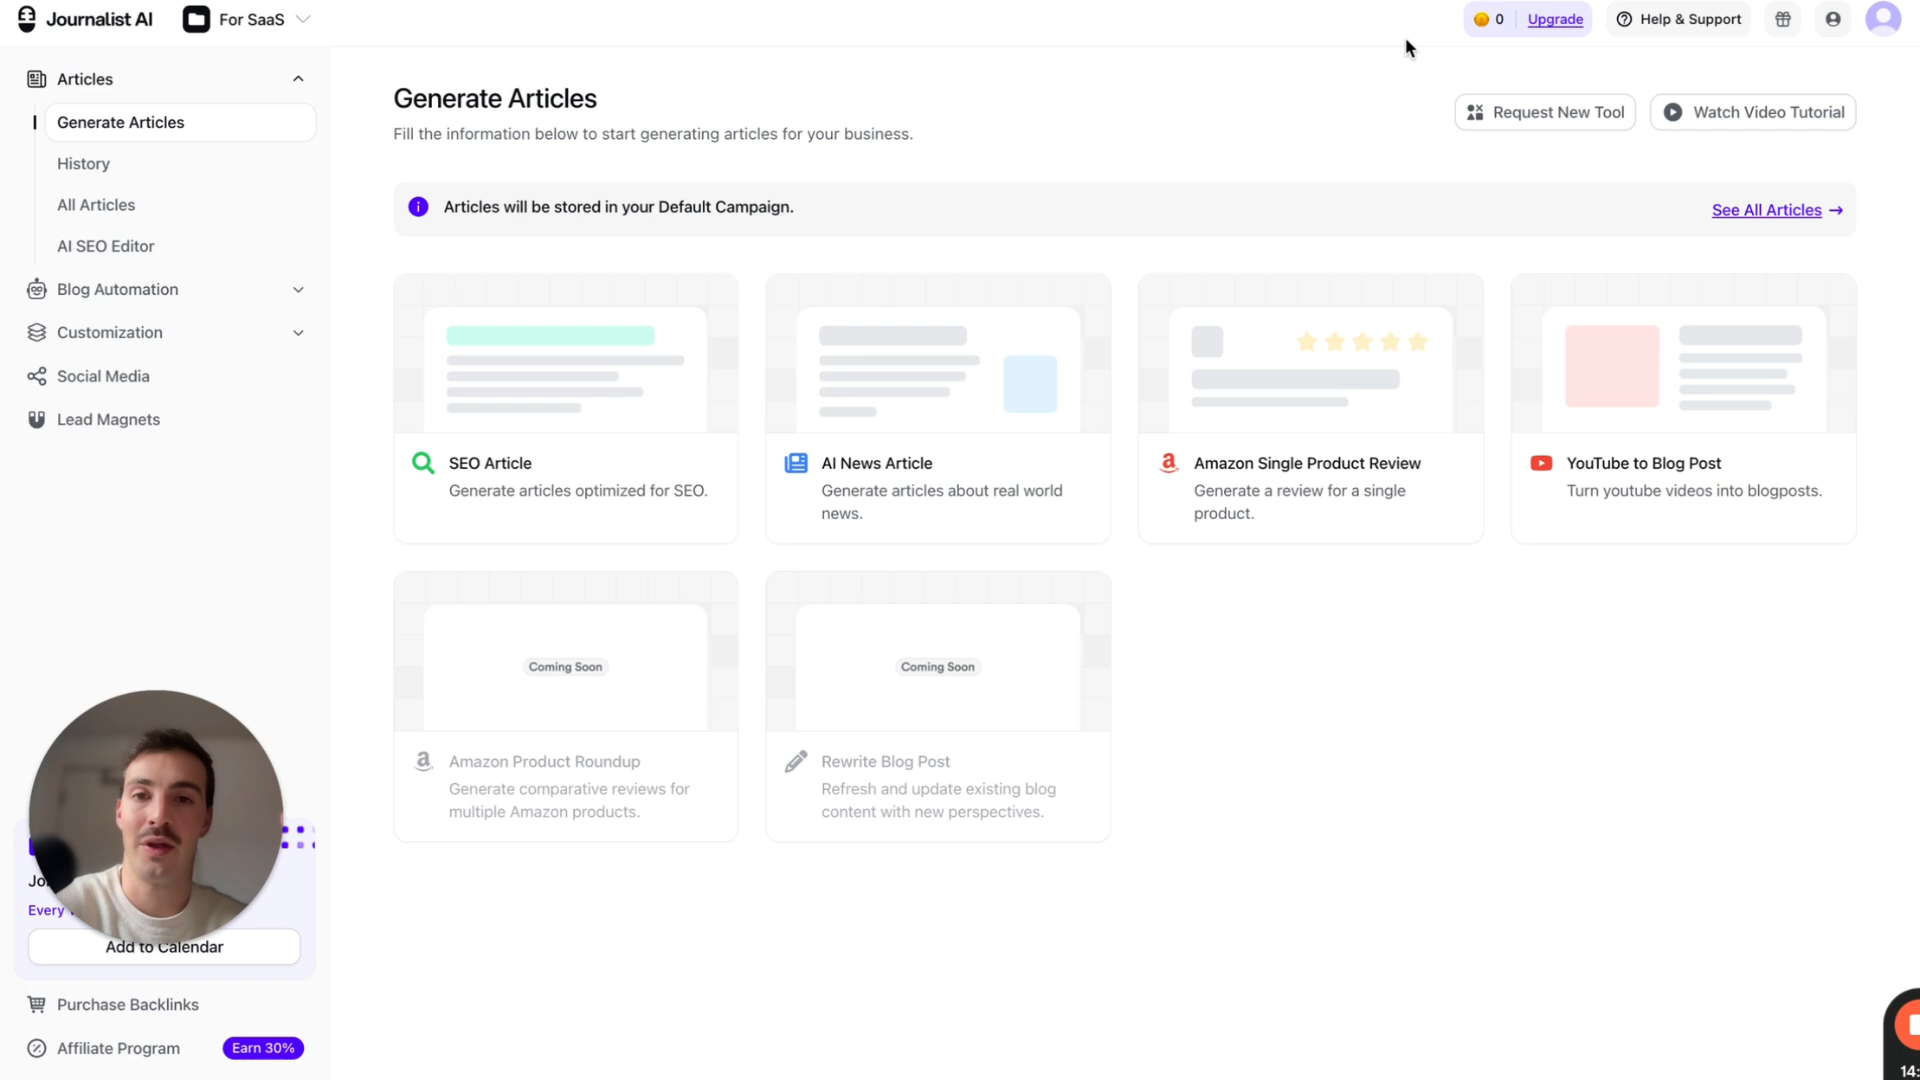 Journalist AI
For SaaS
0
Upgrade
Help & Support
Articles
Generate Articles
History
All Articles
AI SEO Editor
Blog Automation
Customization
Social Media
Lead Magnets
Generate Articles
Fill the information below to start generating articles for your business.
Request New Tool
Watch Video Tutorial
Articles will be stored in your Default Campaign.
See All Articles →
SEO Article
Generate articles optimized for SEO.
AI News Article
Generate articles about real world
news.
Amazon Single Product Review
Generate a review for a single
product.
YouTube to Blog Post
Turn youtube videos into blogposts.
Coming Soon
Amazon Product Roundup
Generate comparative reviews for
multiple Amazon products.
Coming Soon
Rewrite Blog Post
Refresh and update existing blog
content with new perspectives.
Every
Add to Calendar
Purchase Backlinks
Affiliate Program
Earn 30%
14: